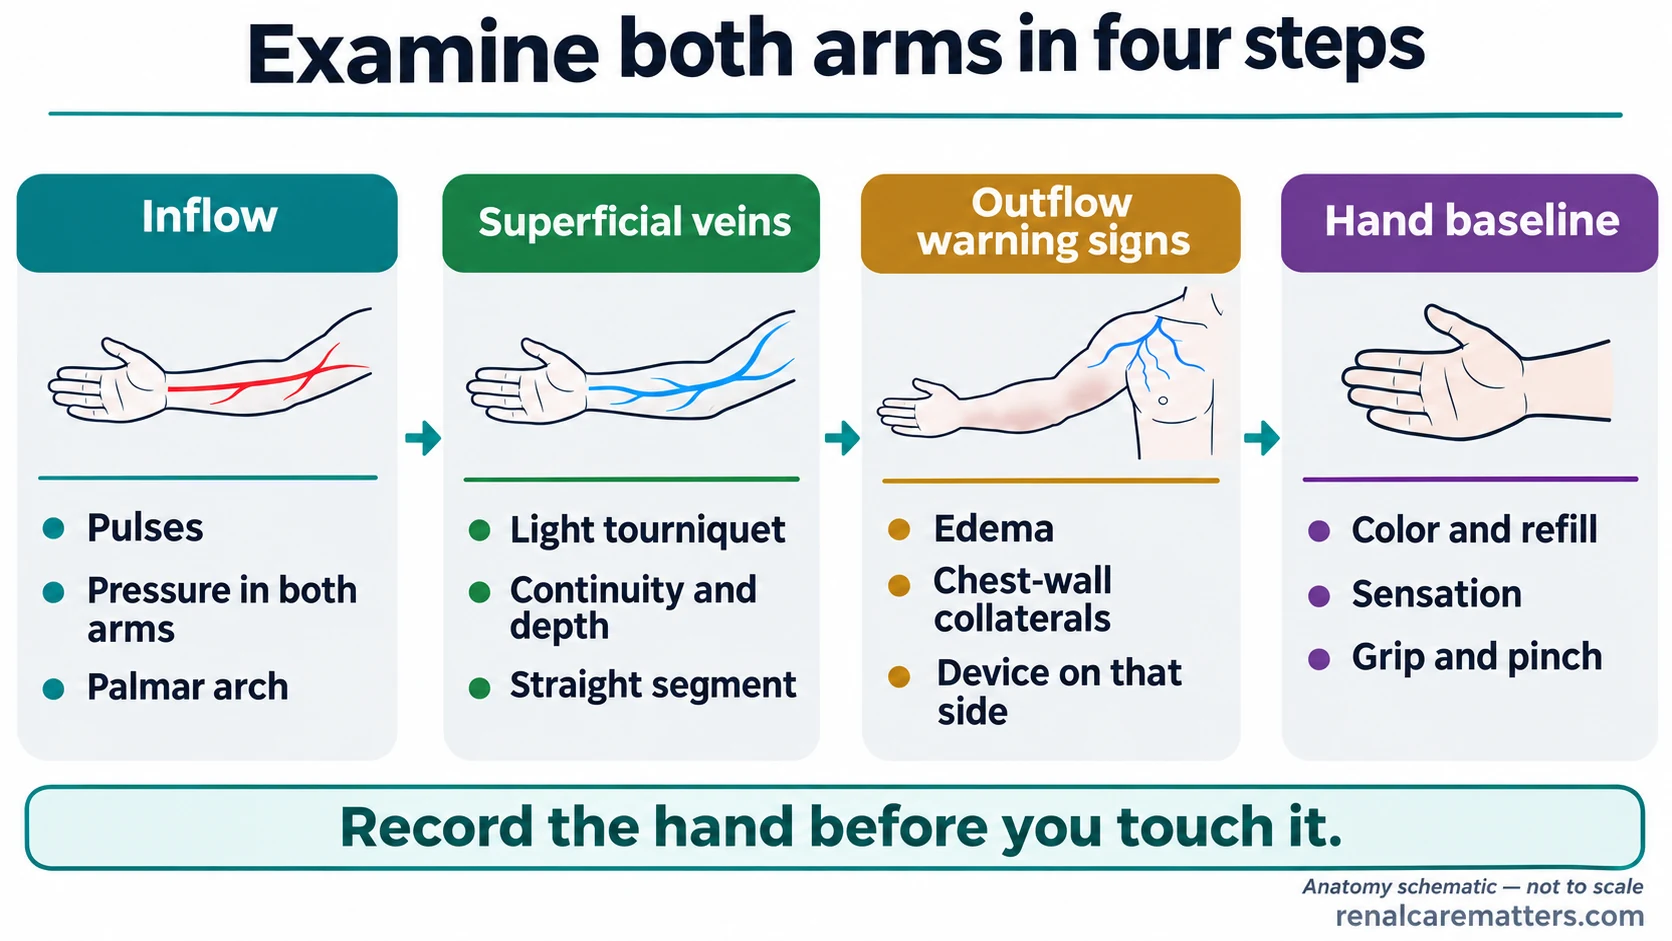 Examine both arms in four steps
Inflow
Pulses
Pressure in both
arms
Palmar arch
Superficial veins
Light tourniquet
Continuity and
depth
Straight segment
Outflow
warning signs
Edema
Chest-wall
collaterals
Device on that
side
Hand baseline
Color and refill
Sensation
Grip and pinch
Record the hand before you touch it.
Anatomy schematic — not to scale
renalcarematters.com